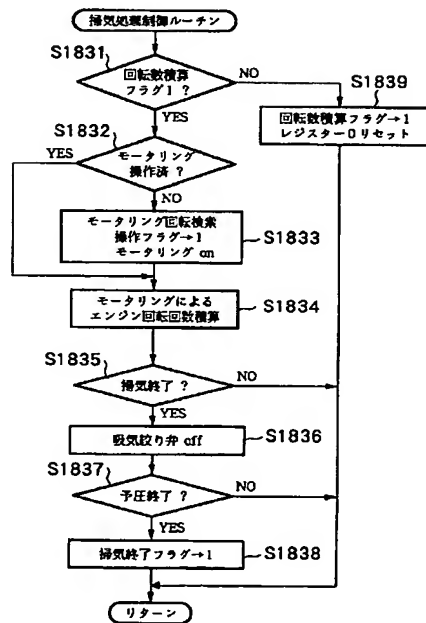 掃気処理制御ルーチン
S1831
回転数積算
フラグ1 ?
NO
S1839
YES
回転数積算フラグ→1
レジスター0リセット
S1832
YES
モータリング
操作済 ?
NO
モータリング回転検索
操作フラグ→1
モータリング on
S1833
モータリングによる
エンジン回転回数積算
S1834
S1835
掃気終了 ?
NO
YES
吸気絞り弁 off
S1836
S1837
予圧終了 ?
NO
YES
掃気終了フラグ→1
S1838
リターン